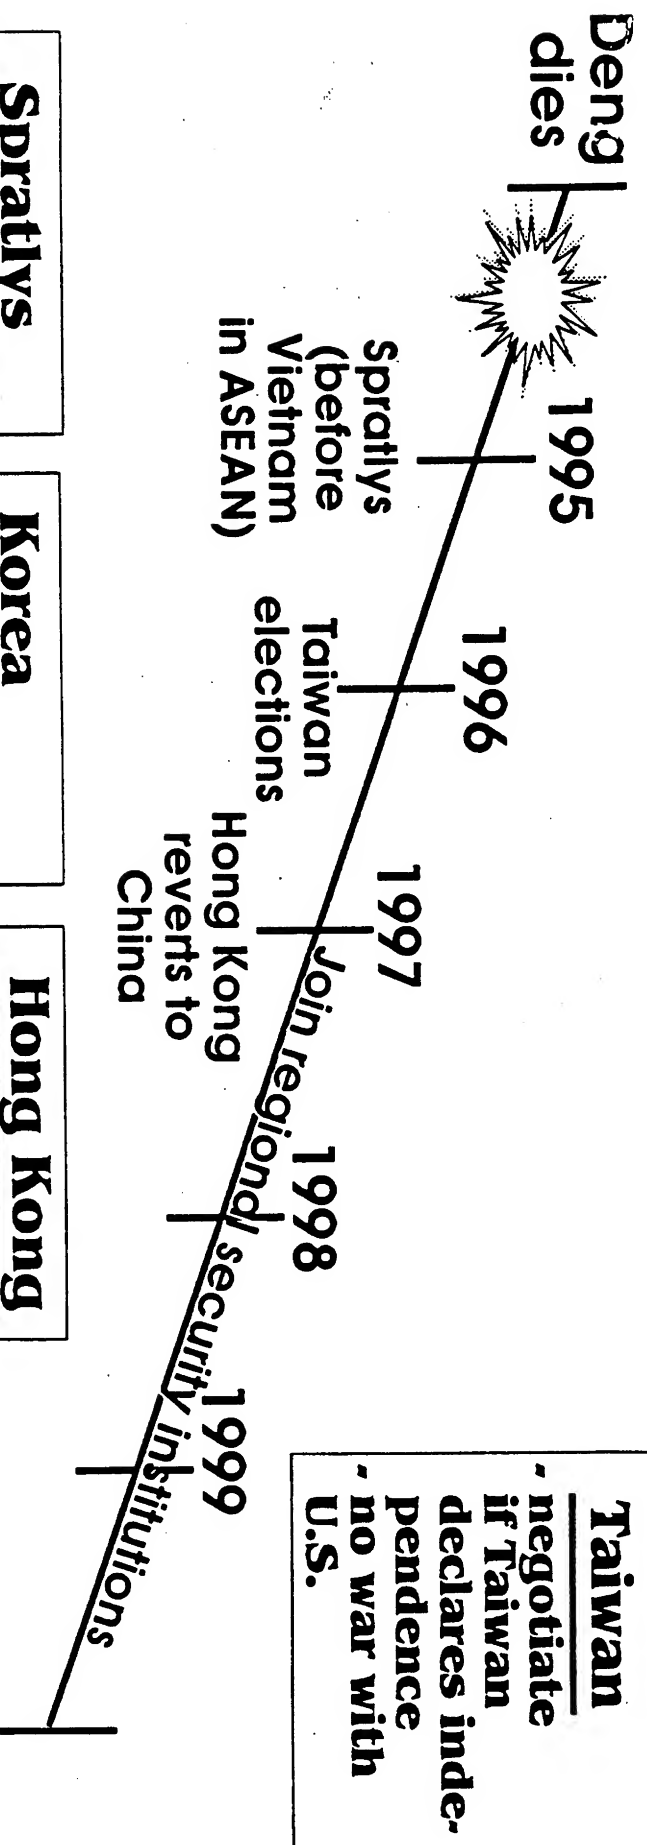 Deng
dies
1995
Spratlys
(before
Vietnam
in ASEAN)
1996
Taiwan
elections
1997
Hong Kong
reverts to
China
Join regional security institutions
1998
1999
Taiwan
- negotiate
if Taiwan
declares inde-
pendence
- no war with
U.S.
Spratlys
Korea
Hong Kong